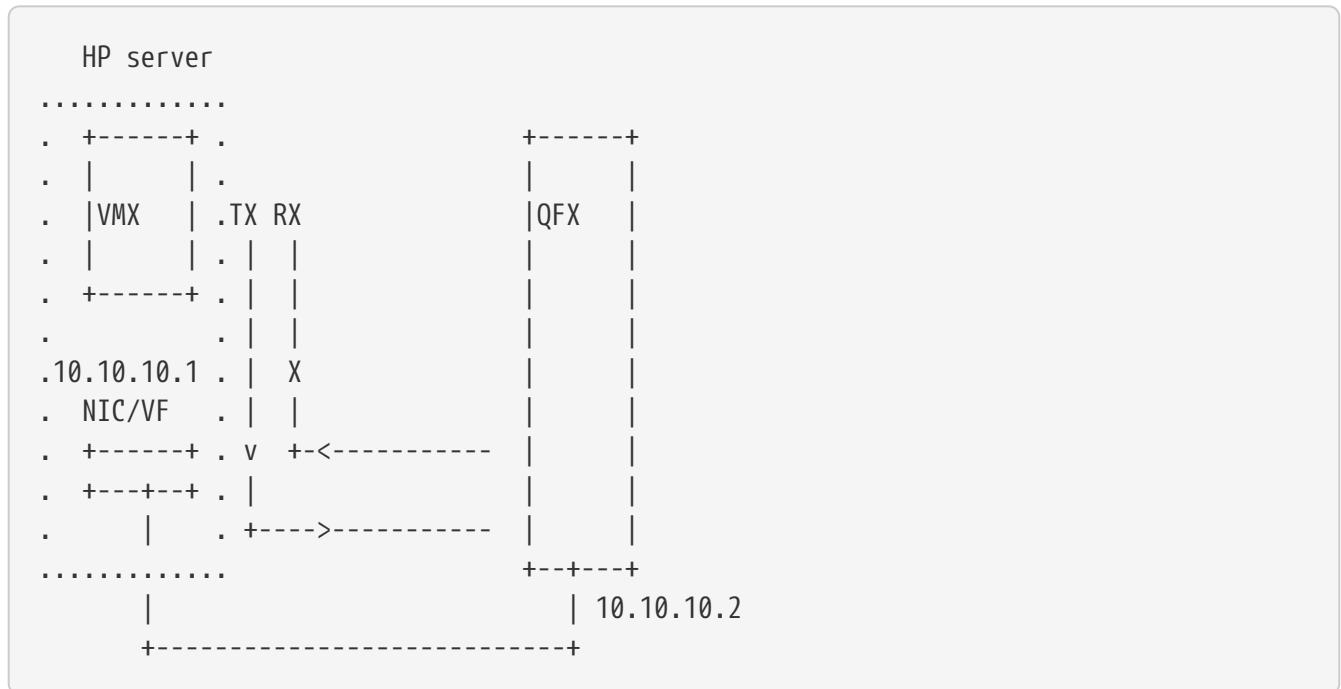 HP server
.............
.  +------+ .                    +------+
.  |      | .                    |      |
.  |VMX   | .TX RX               |QFX   |
.  |      | . |  |               |      |
.  +------+ . |  |               |      |
.           . |  |               |      |
.10.10.10.1 . |  X               |      |
.  NIC/VF   . |  |               |      |
.  +------+ . v  +-<-----------  |      |
.  +---+--+ . |                  |      |
.      |    . +---->-----------  |      |
.............                    +--+---+
       |                            | 10.10.10.2
       +----------------------------+